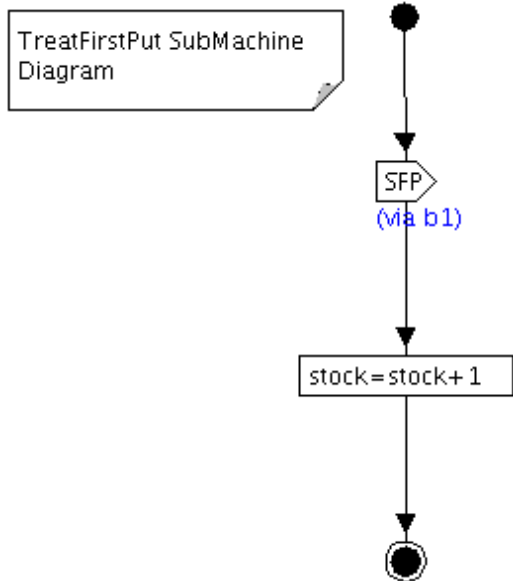 TreatFirstPut SubMachine
Diagram
SFP
(via b1)
stock=stock+ 1